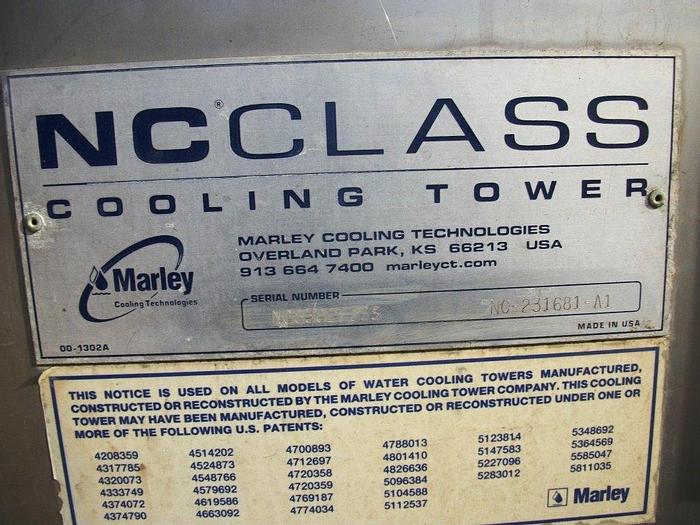 NC®CLASS
COOLING TOWER
MARLEY COOLING TECHNOLOGIES
OVERLAND PARK, KS 66213 USA
913 664 7400 marleyct.com
Marley
Cooling Technologies
SERIAL NUMBER
NC-231681-A1
00-1302A
MADE IN USA
THIS NOTICE IS USED ON ALL MODELS OF WATER COOLING TOWERS MANUFACTURED,
CONSTRUCTED OR RECONSTRUCTED BY THE MARLEY COOLING TOWER COMPANY. THIS COOLING
TOWER MAY HAVE BEEN MANUFACTURED, CONSTRUCTED OR RECONSTRUCTED UNDER ONE OR
MORE OF THE FOLLOWING U.S. PATENTS:
4208359 4514202 4700893 4788013 5123814 5348692
4317785 4524873 4712697 4801410 5147583 5364569
4320073 4548766 4720358 4826636 5227096 5585047
4333749 4579692 4720359 5096384 5283012 5811035
4374072 4619586 4769187 5104588
4374790 4663092 4774034 5112537
Marley